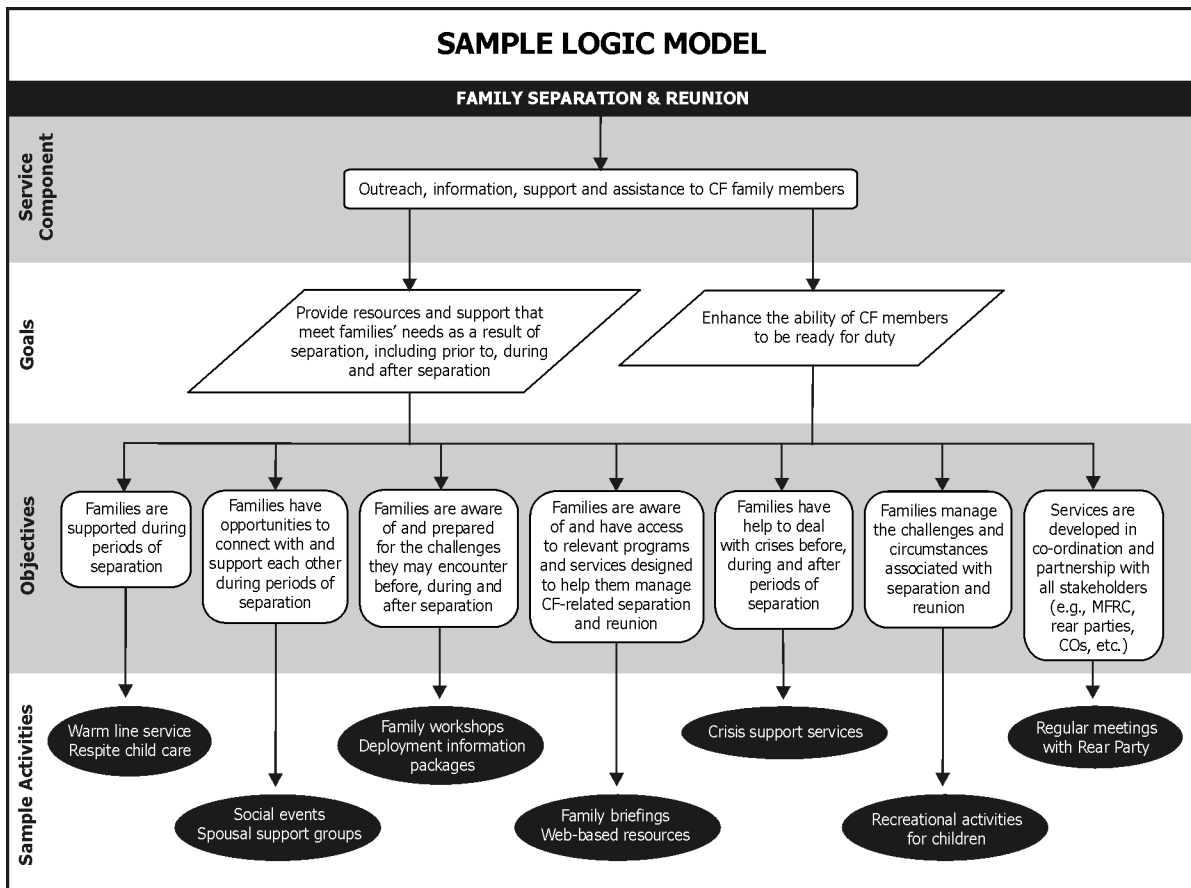 SAMPLE LOGIC MODEL
FAMILY SEPARATION & REUNION
Service
Component
Outreach, information, support and assistance to CF family members
Goals
Provide resources and support that
meet families’ needs as a result of
separation, including prior to, during
and after separation
Enhance the ability of CF members
to be ready for duty
Objectives
Families are
supported during
periods of
separation
Families have
opportunities to
connect with and
support each other
during periods of
separation
Families are aware
of and prepared
for the challenges
they may encounter
before, during and
after separation
Families are aware
of and have access
to relevant programs
and services designed
to help them manage
CF-related separation
and reunion
Families have
help to deal
with crises before,
during and after
periods of
separation
Families manage
the challenges and
circumstances
associated with
separation and
reunion
Services are
developed in
co-ordination and
partnership with
all stakeholders
(e.g., MFRC,
rear parties,
COs, etc.)
Sample Activities
Warm line service
Respite child care
Social events
Spousal support groups
Family workshops
Deployment information
packages
Family briefings
Web-based resources
Crisis support services
Recreational activities
for children
Regular meetings
with Rear Party